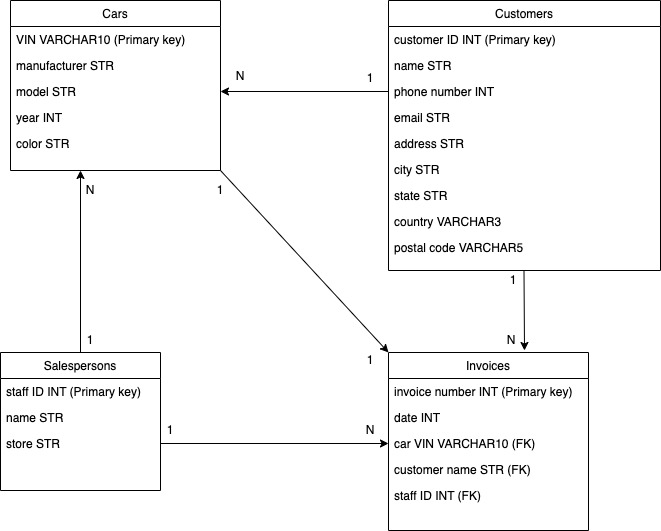 Cars
VIN VARCHAR10 (Primary key)
manufacturer STR
model STR
year INT
color STR
Customers
customer ID INT (Primary key)
name STR
phone number INT
email STR
address STR
city STR
state STR
country VARCHAR3
postal code VARCHAR5
N
1
N
1
1
N
1
1
Salespersons
staff ID INT (Primary key)
name STR
store STR
1
N
Invoices
invoice number INT (Primary key)
date INT
car VIN VARCHAR10 (FK)
customer name STR (FK)
staff ID INT (FK)